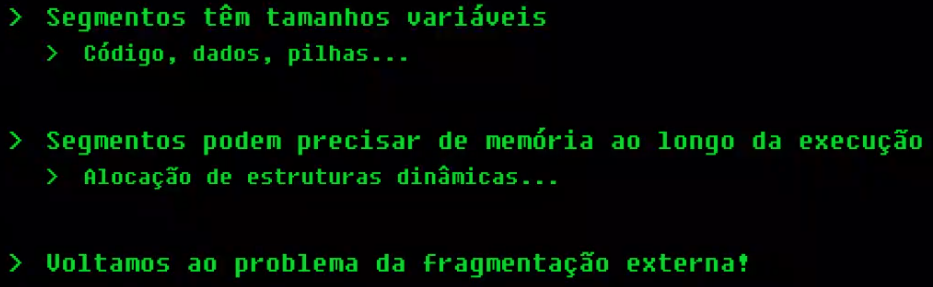 > Segmentos têm tamanhos variáveis
> Código, dados, pilhas...
> Segmentos podem precisar de memória ao longo da execução
> Alocação de estruturas dinâmicas...
> Voltamos ao problema da fragmentação externa!